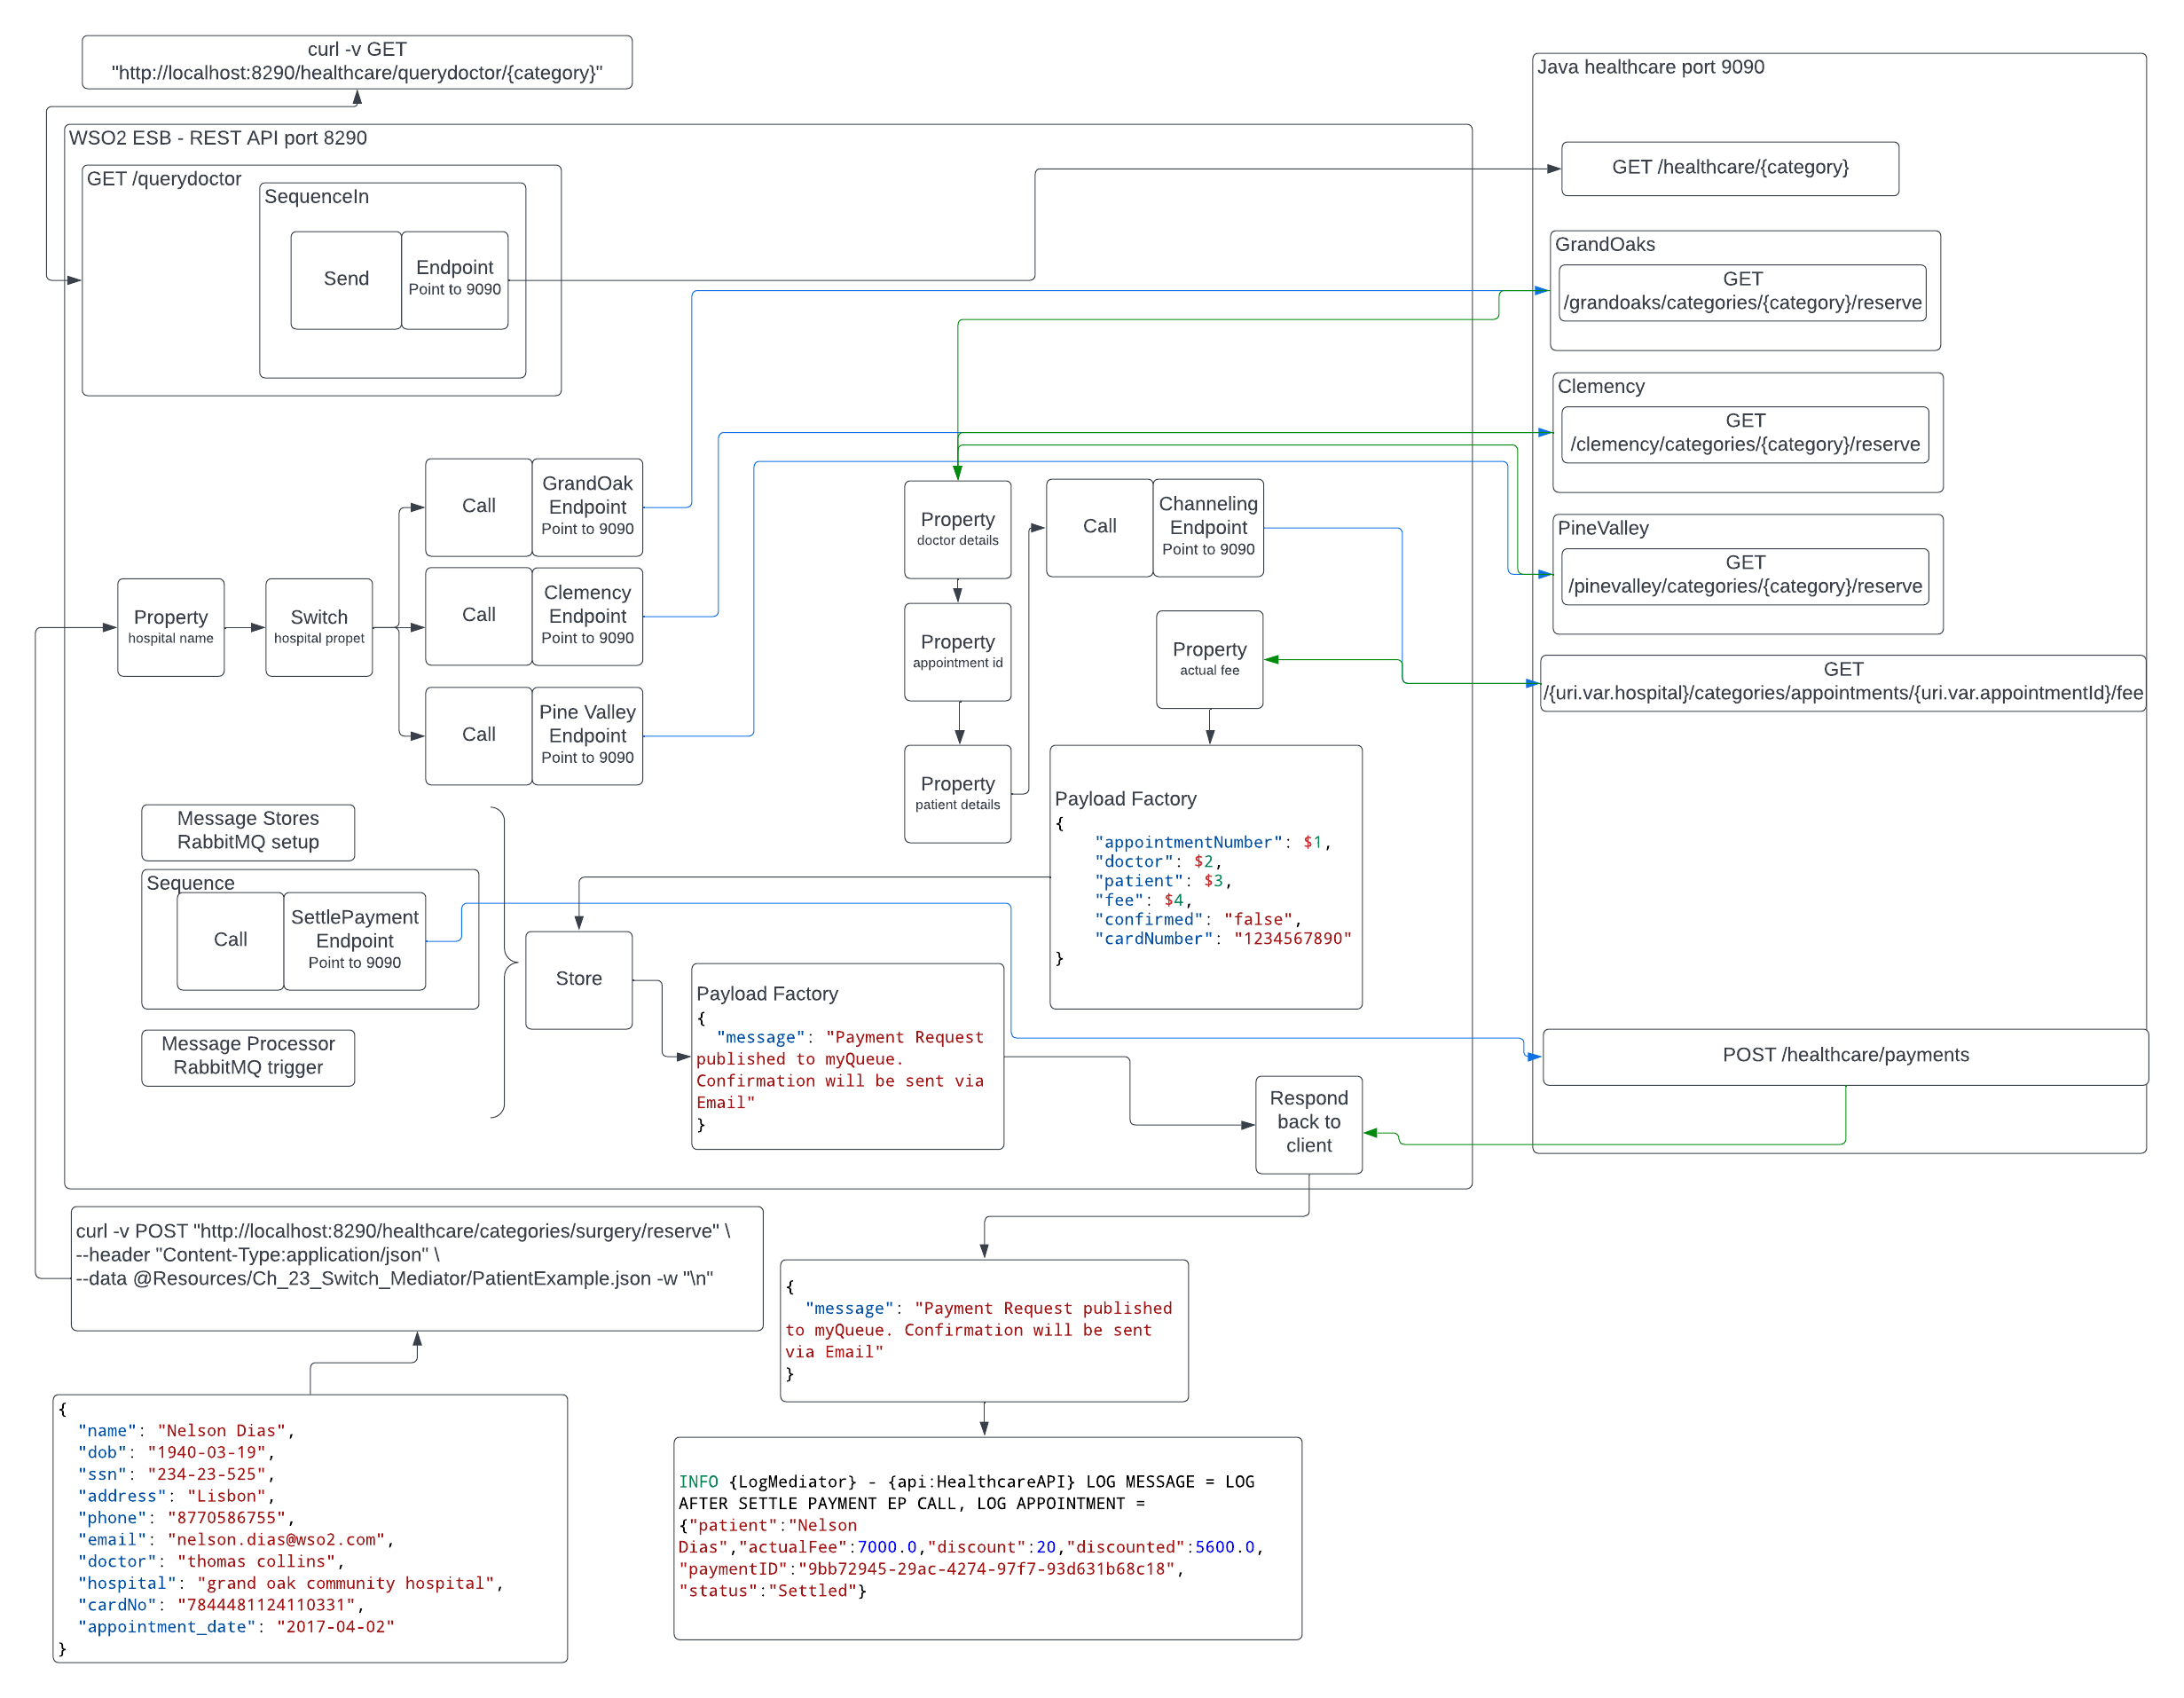 curl -v GET
"http://localhost:8290/healthcare/querydoctor/{category}"
WSO2 ESB - REST API port 8290
GET /querydoctor
SequenceIn
Send
Endpoint
Point to 9090
Java healthcare port 9090
GET /healthcare/{category}
GrandOaks
GET
/grandoaks/categories/{category}/reserve
Clemency
GET
/clemency/categories/{category}/reserve
PineValley
GET
/pinevalley/categories/{category}/reserve
GET
/{uri.var.hospital}/categories/appointments/{uri.var.appointmentId}/fee
POST /healthcare/payments
Property
hospital name
Switch
hospital propet
Call
GrandOak
Endpoint
Point to 9090
Call
Clemency
Endpoint
Point to 9090
Call
Pine Valley
Endpoint
Point to 9090
Property
doctor details
Property
appointment id
Property
patient details
Call
Channeling
Endpoint
Point to 9090
Property
actual fee
Payload Factory
{
"appointmentNumber": $1,
"doctor": $2,
"patient": $3,
"fee": $4,
"confirmed": "false",
"cardNumber": "1234567890"
}
Message Stores
RabbitMQ setup
Sequence
Call
SettlePayment
Endpoint
Point to 9090
Message Processor
RabbitMQ trigger
Store
Payload Factory
{
"message": "Payment Request
published to myQueue.
Confirmation will be sent via
Email"
}
Respond
back to
client
curl -v POST "http://localhost:8290/healthcare/categories/surgery/reserve" \
--header "Content-Type:application/json" \
--data @Resources/Ch_23_Switch_Mediator/PatientExample.json -w "\n"
{
"message": "Payment Request published
to myQueue. Confirmation will be sent
via Email"
}
{
"name": "Nelson Dias",
"dob": "1940-03-19",
"ssn": "234-23-525",
"address": "Lisbon",
"phone": "8770586755",
"email": "nelson.dias@wso2.com",
"doctor": "thomas collins",
"hospital": "grand oak community hospital",
"cardNo": "7844481124110331",
"appointment_date": "2017-04-02"
}
INFO {LogMediator} - {api:HealthcareAPI} LOG MESSAGE = LOG
AFTER SETTLE PAYMENT EP CALL, LOG APPOINTMENT =
{"patient":"Nelson
Dias","actualFee":7000.0,"discount":20,"discounted":5600.0,
"paymentID":"9bb72945-29ac-4274-97f7-93d631b68c18",
"status":"Settled"}